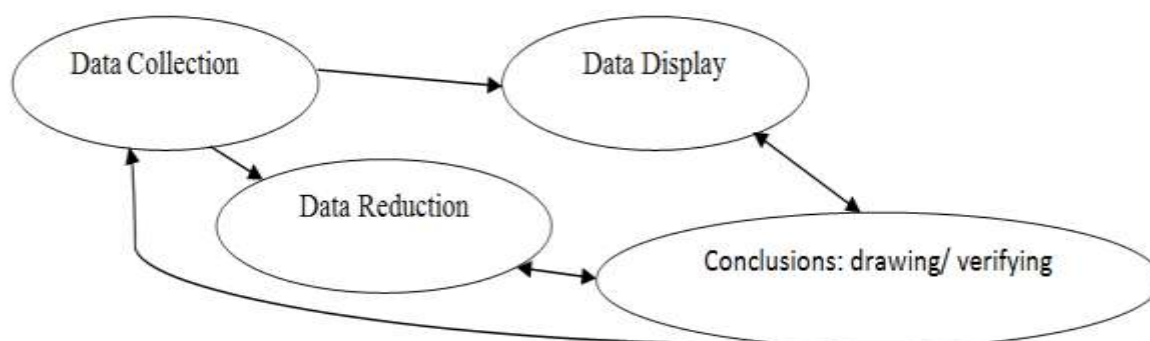 Data Collection
Data Display
Data Reduction
Conclusions: drawing/ verifying